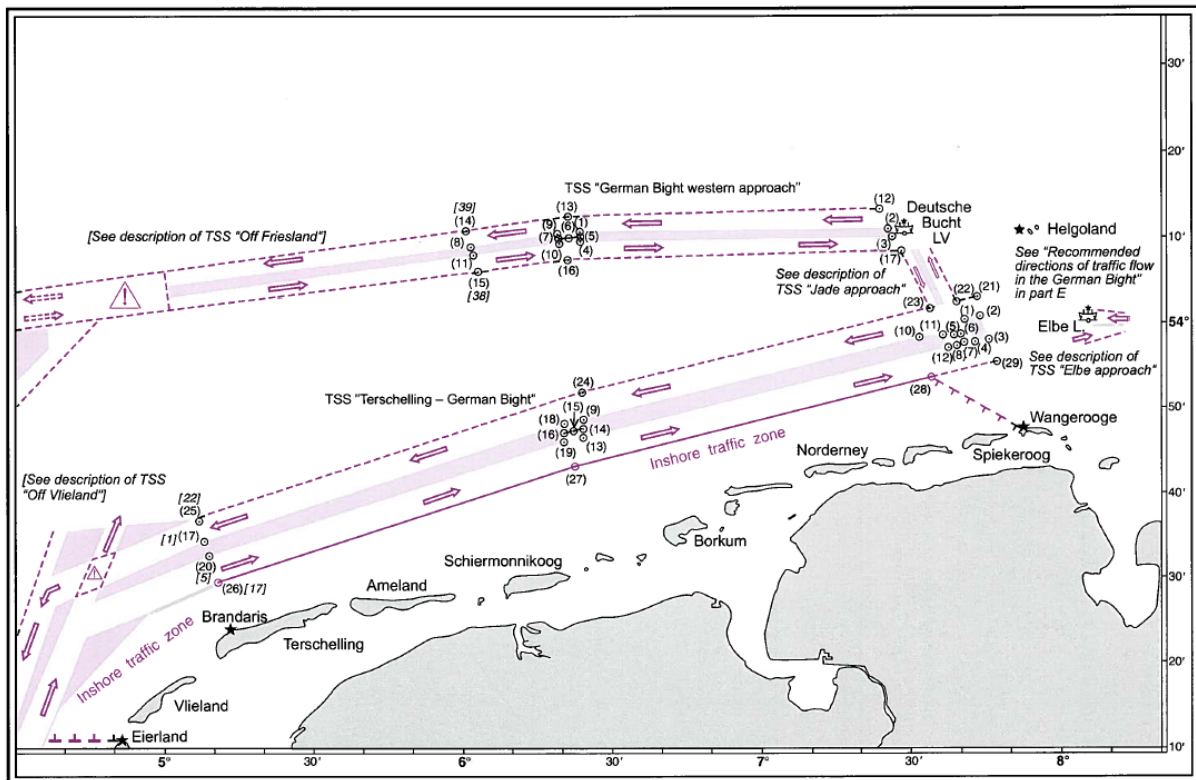 30'
20'
TSS "German Bight western approach"
(12)
(13)
[39]
(14)
(9)
(6)
(1)
(2)
Deutsche
Bucht
LV
Helgoland
[See description of TSS "Off Friesland"]
(8)
(7)
(5)
(3)
10'
(11)
(10)
(4)
(17)
See "Recommended
directions of traffic flow
in the German Bight"
in part E
(15)
[38]
(16)
See description of
TSS "Jade approach"
(23)
(22)
(21)
(1)
(2)
Elbe L.
54°
(10)
(11)
(5)
(6)
(3)
(12)
(8)
(7)
(4)
(29)
See description of
TSS "Elbe approach"
(28)
(24)
TSS "Terschelling – German Bight"
(15)
(9)
50'
(18)
(14)
(16)
(13)
(19)
Wangerooge
Inshore traffic zone
Spiekeroog
Norderney
(27)
[See description of TSS
"Off Vlieland"]
[22]
(25)
40'
[1]
(17)
Borkum
(20)
[5]
Schiermonnikoog
(26)
[17]
Ameland
30'
Brandaris
Terschelling
20'
Inshore traffic zone
Vlieland
Eierland
10'
5°
30'
6°
30'
7°
30'
8°